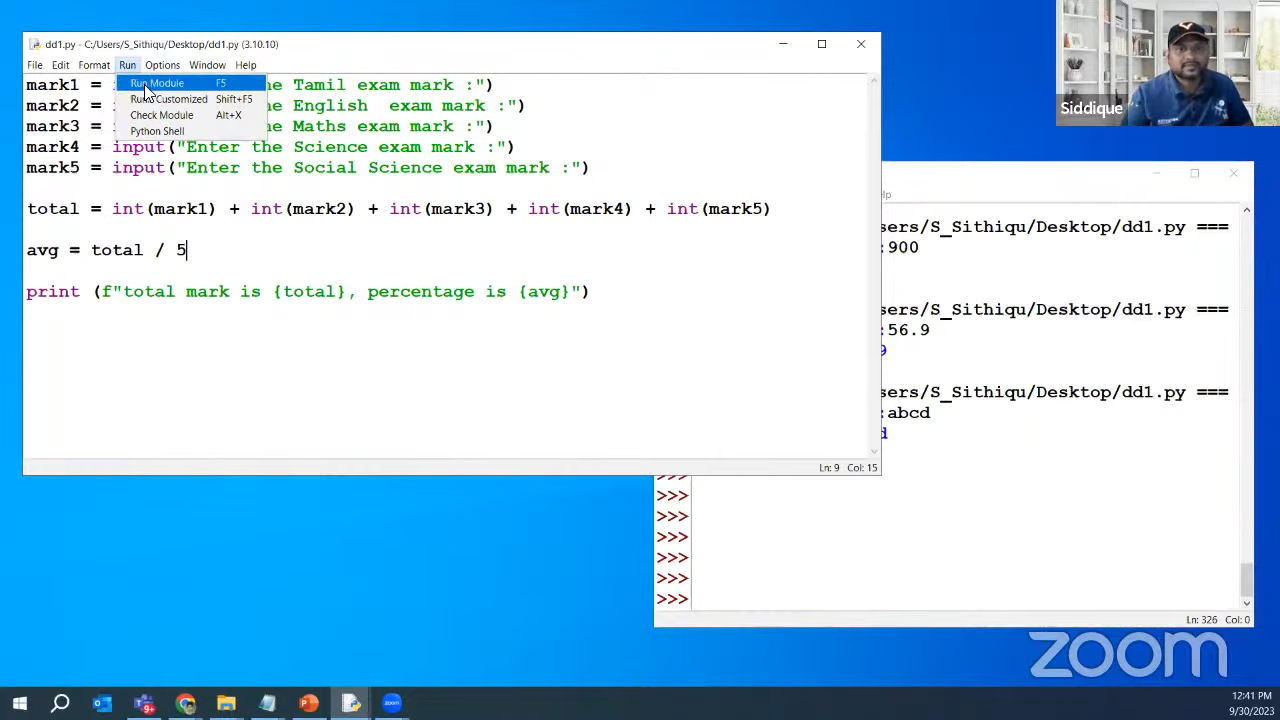 dd1.py - C:/Users/S_Sithiqu/Desktop/dd1.py (3.10.10)
File Edit Format Run Options Window Help
mark1 = he Tamil exam mark :")
mark2 = he English  exam mark :")
mark3 = he Maths exam mark :")
mark4 = input("Enter the Science exam mark :")
mark5 = input("Enter the Social Science exam mark :")
total = int(mark1) + int(mark2) + int(mark3) + int(mark4) + int(mark5)
avg = total / 5
print (f"total mark is {total}, percentage is {avg}")
Run Module F5
Run... Customized Shift+F5
Check Module Alt+X
Python Shell
Ln: 9 Col: 15
Siddique
lp
sers/S_Sithiqu/Desktop/dd1.py ===
:900
sers/S_Sithiqu/Desktop/dd1.py ===
:56.9
9
sers/S_Sithiqu/Desktop/dd1.py ===
:abcd
d
>>>
>>>
>>>
>>>
>>>
>>>
>>>
Ln: 326 Col: 0
zoom
9+
zoom
12:41 PM
9/30/2023